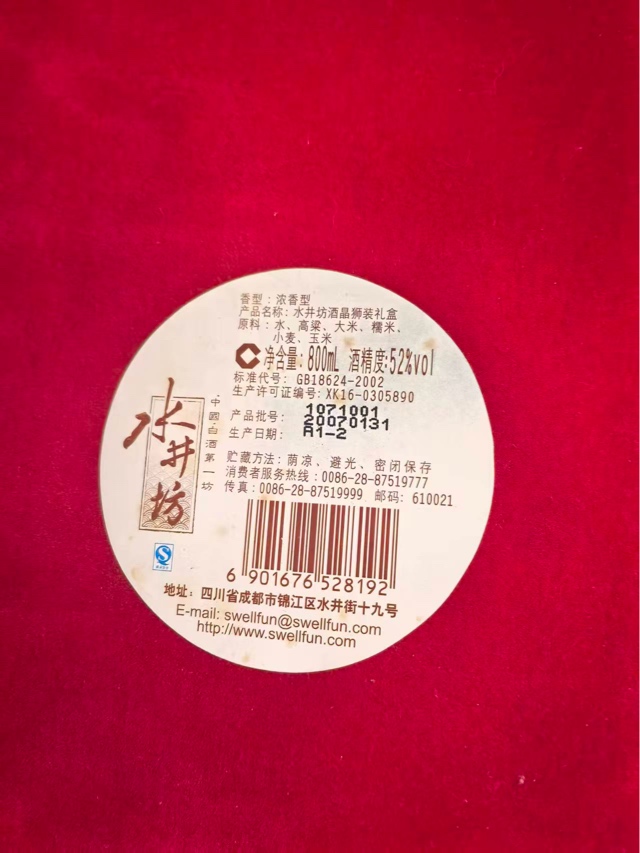 香型：浓香型
产品名称：水井坊酒晶狮装礼盒
原料：水、高粱、大米、糯米、
小麦、玉米
净含量：800mL 酒精度:52%vol
标准代号： GB18624-2002
生产许可证编号：XK16-0305890
产品批号： 1071001
20070131
生产日期： A1-2
贮藏方法：荫凉、避光、密闭保存
消费者服务热线：0086-28-87519777
传真：0086-28-87519999 邮码：610021
水井坊
中國白酒第一坊
6 901676 528192
地址：四川省成都市锦江区水井街十九号
E-mail: swellfun@swellfun.com
http://www.swellfun.com